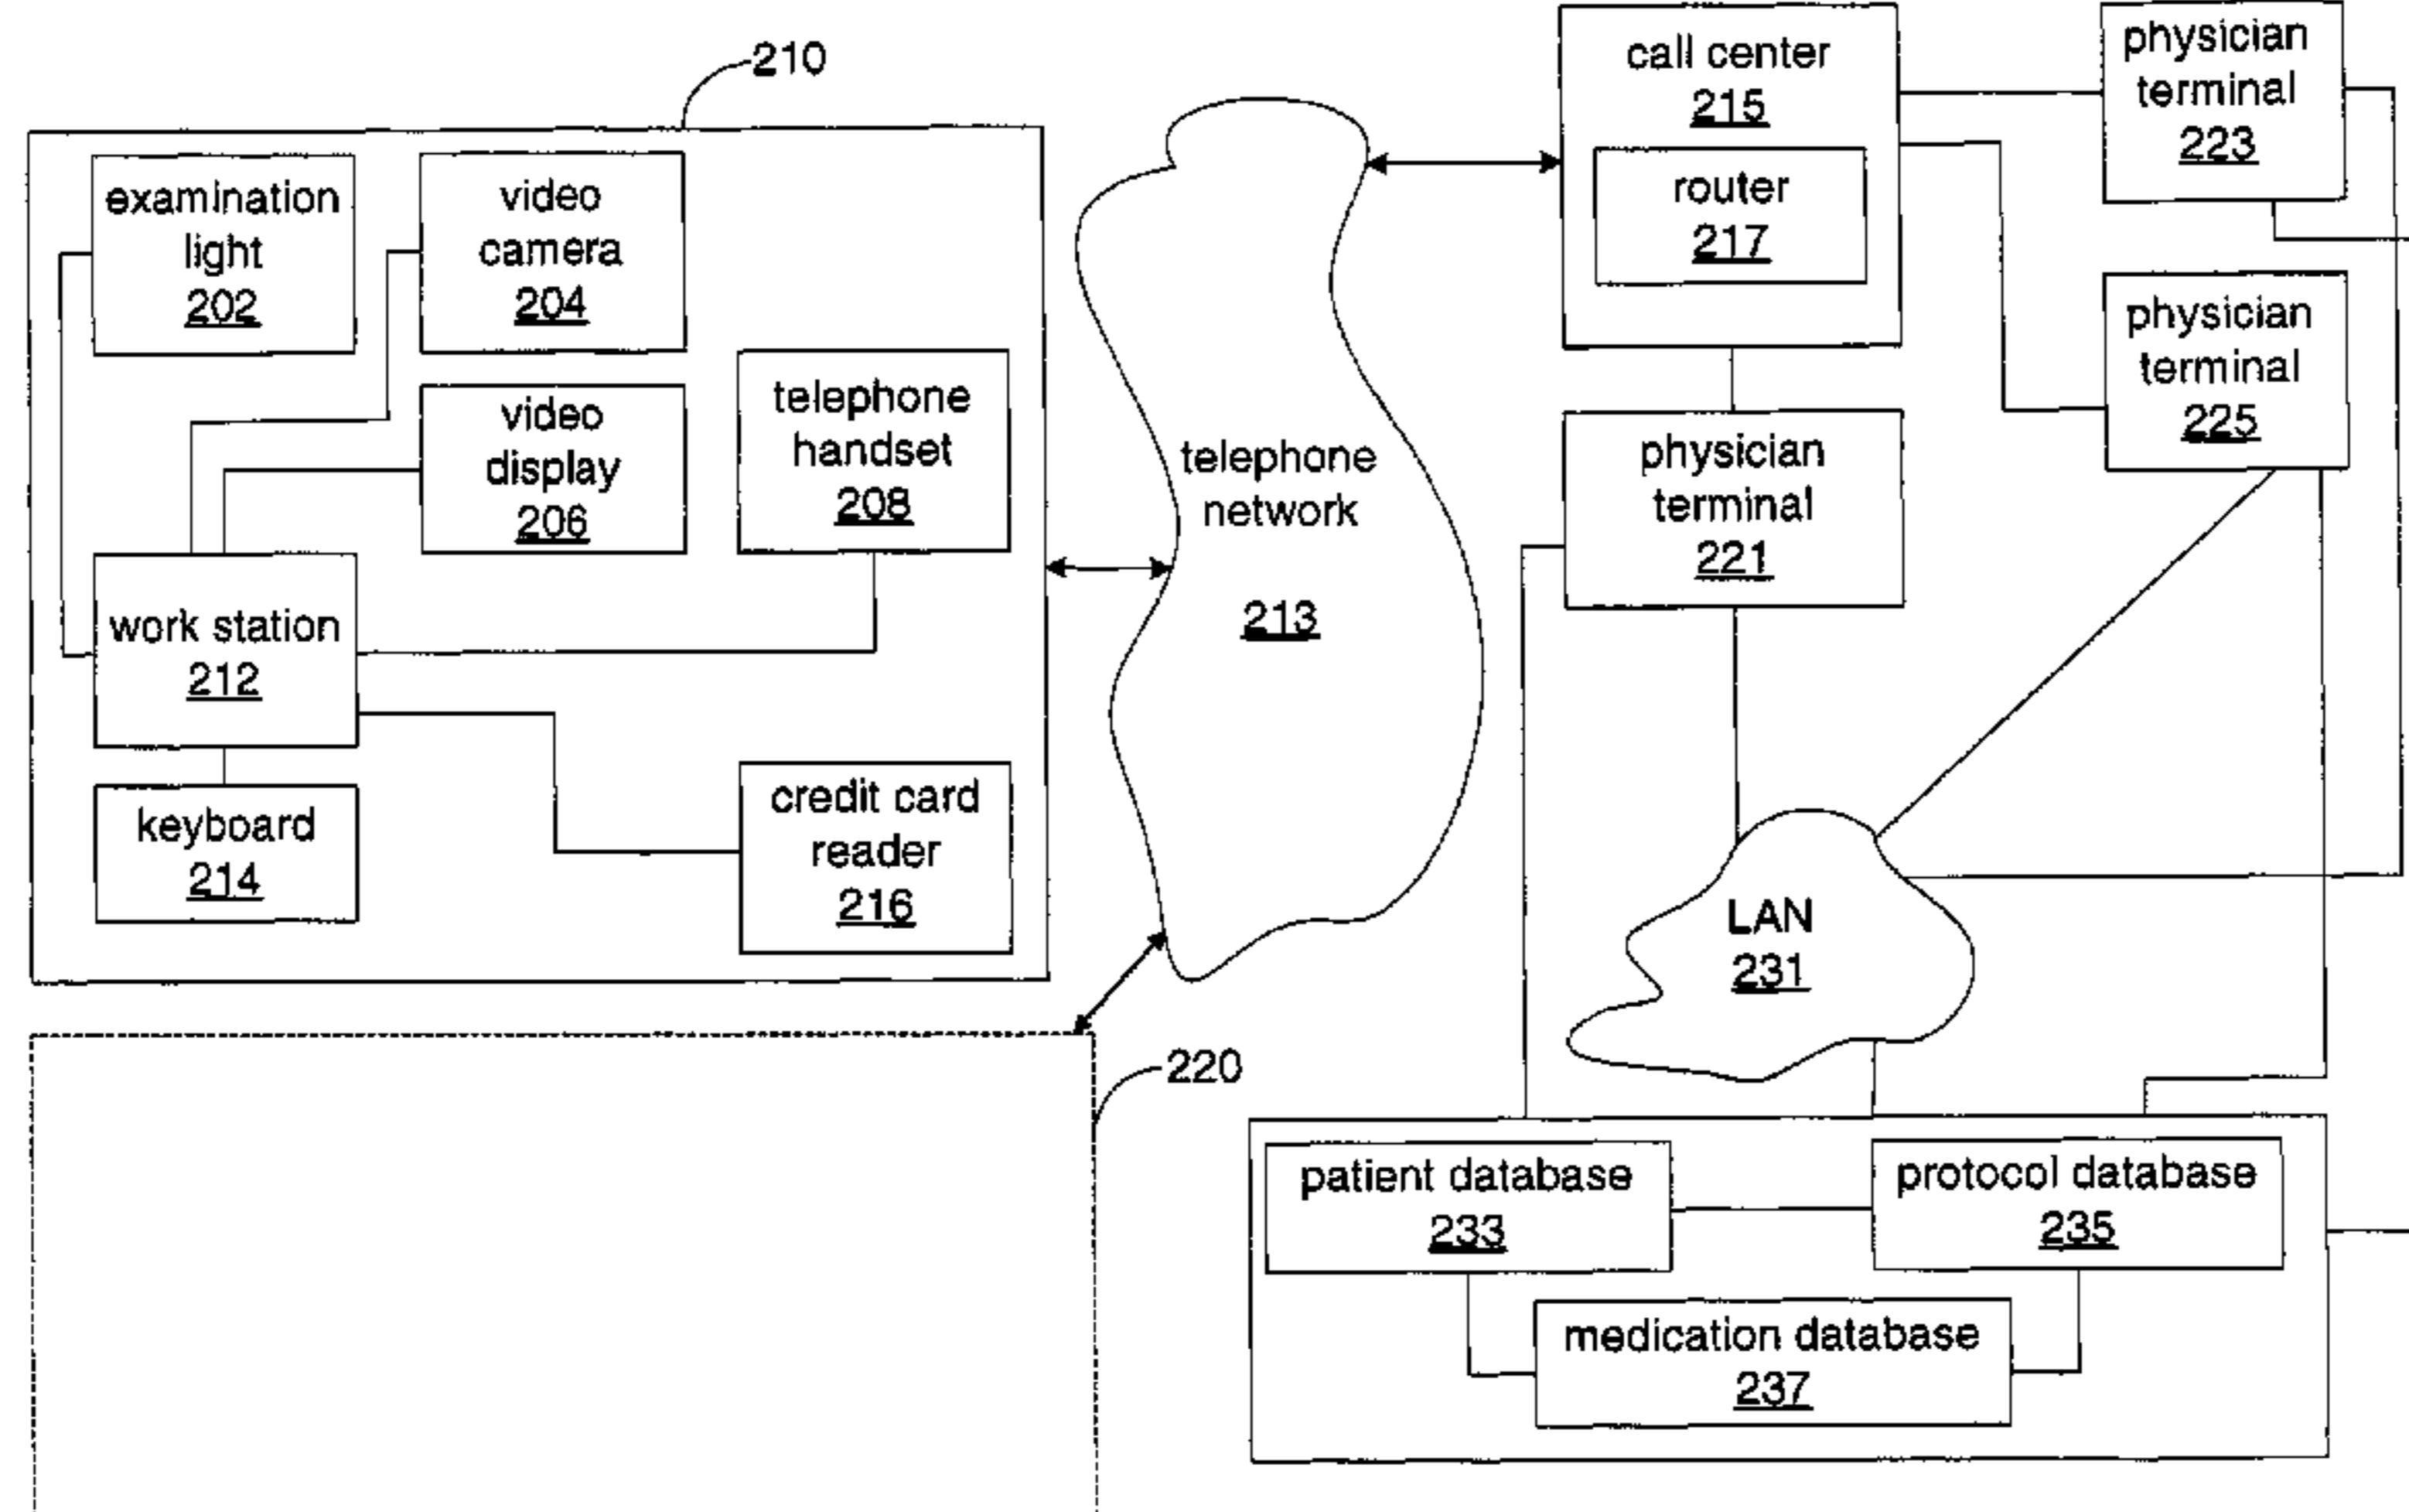 210
examination
light
202
video
camera
204
video
display
206
telephone
handset
208
work station
212
keyboard
214
credit card
reader
216
telephone
network
213
call center
215
router
217
physician
terminal
223
physician
terminal
225
physician
terminal
221
LAN
231
220
patient database
233
protocol database
235
medication database
237